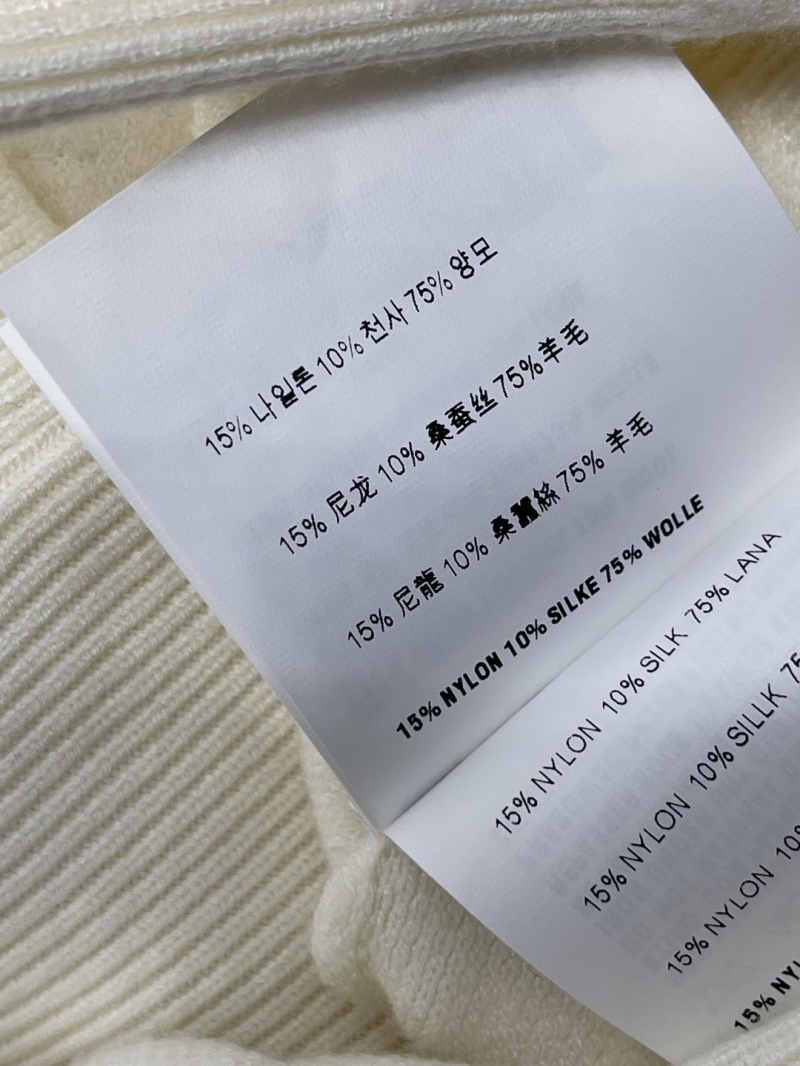 15% 나일론 10% 천사 75% 양모
15% 尼龙 10% 桑蚕丝 75% 羊毛
15% 尼龍 10% 桑蠶絲 75% 羊毛
15% NYLON 10% SILKE 75% WOLLE
15% NYLON 10% SILK 75% LANA
15% NYLON 10% SILLK
15% NYLON
15%